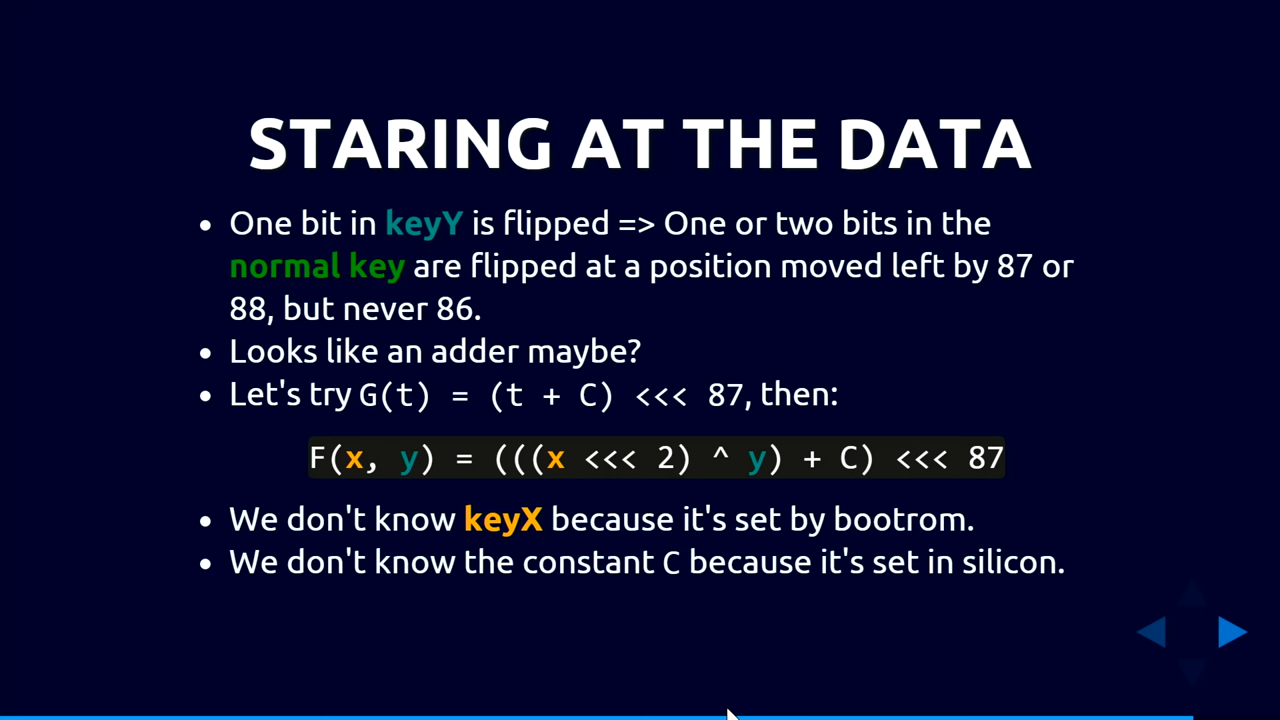 STARING AT THE DATA
• One bit in keyY is flipped => One or two bits in the
normal key are flipped at a position moved left by 87 or
88, but never 86.
• Looks like an adder maybe?
• Let's try G(t) = (t + C) <<< 87, then:
F(x, y) = (((x <<< 2) ^ y) + C) <<< 87
• We don't know keyX because it's set by bootrom.
• We don't know the constant C because it's set in silicon.